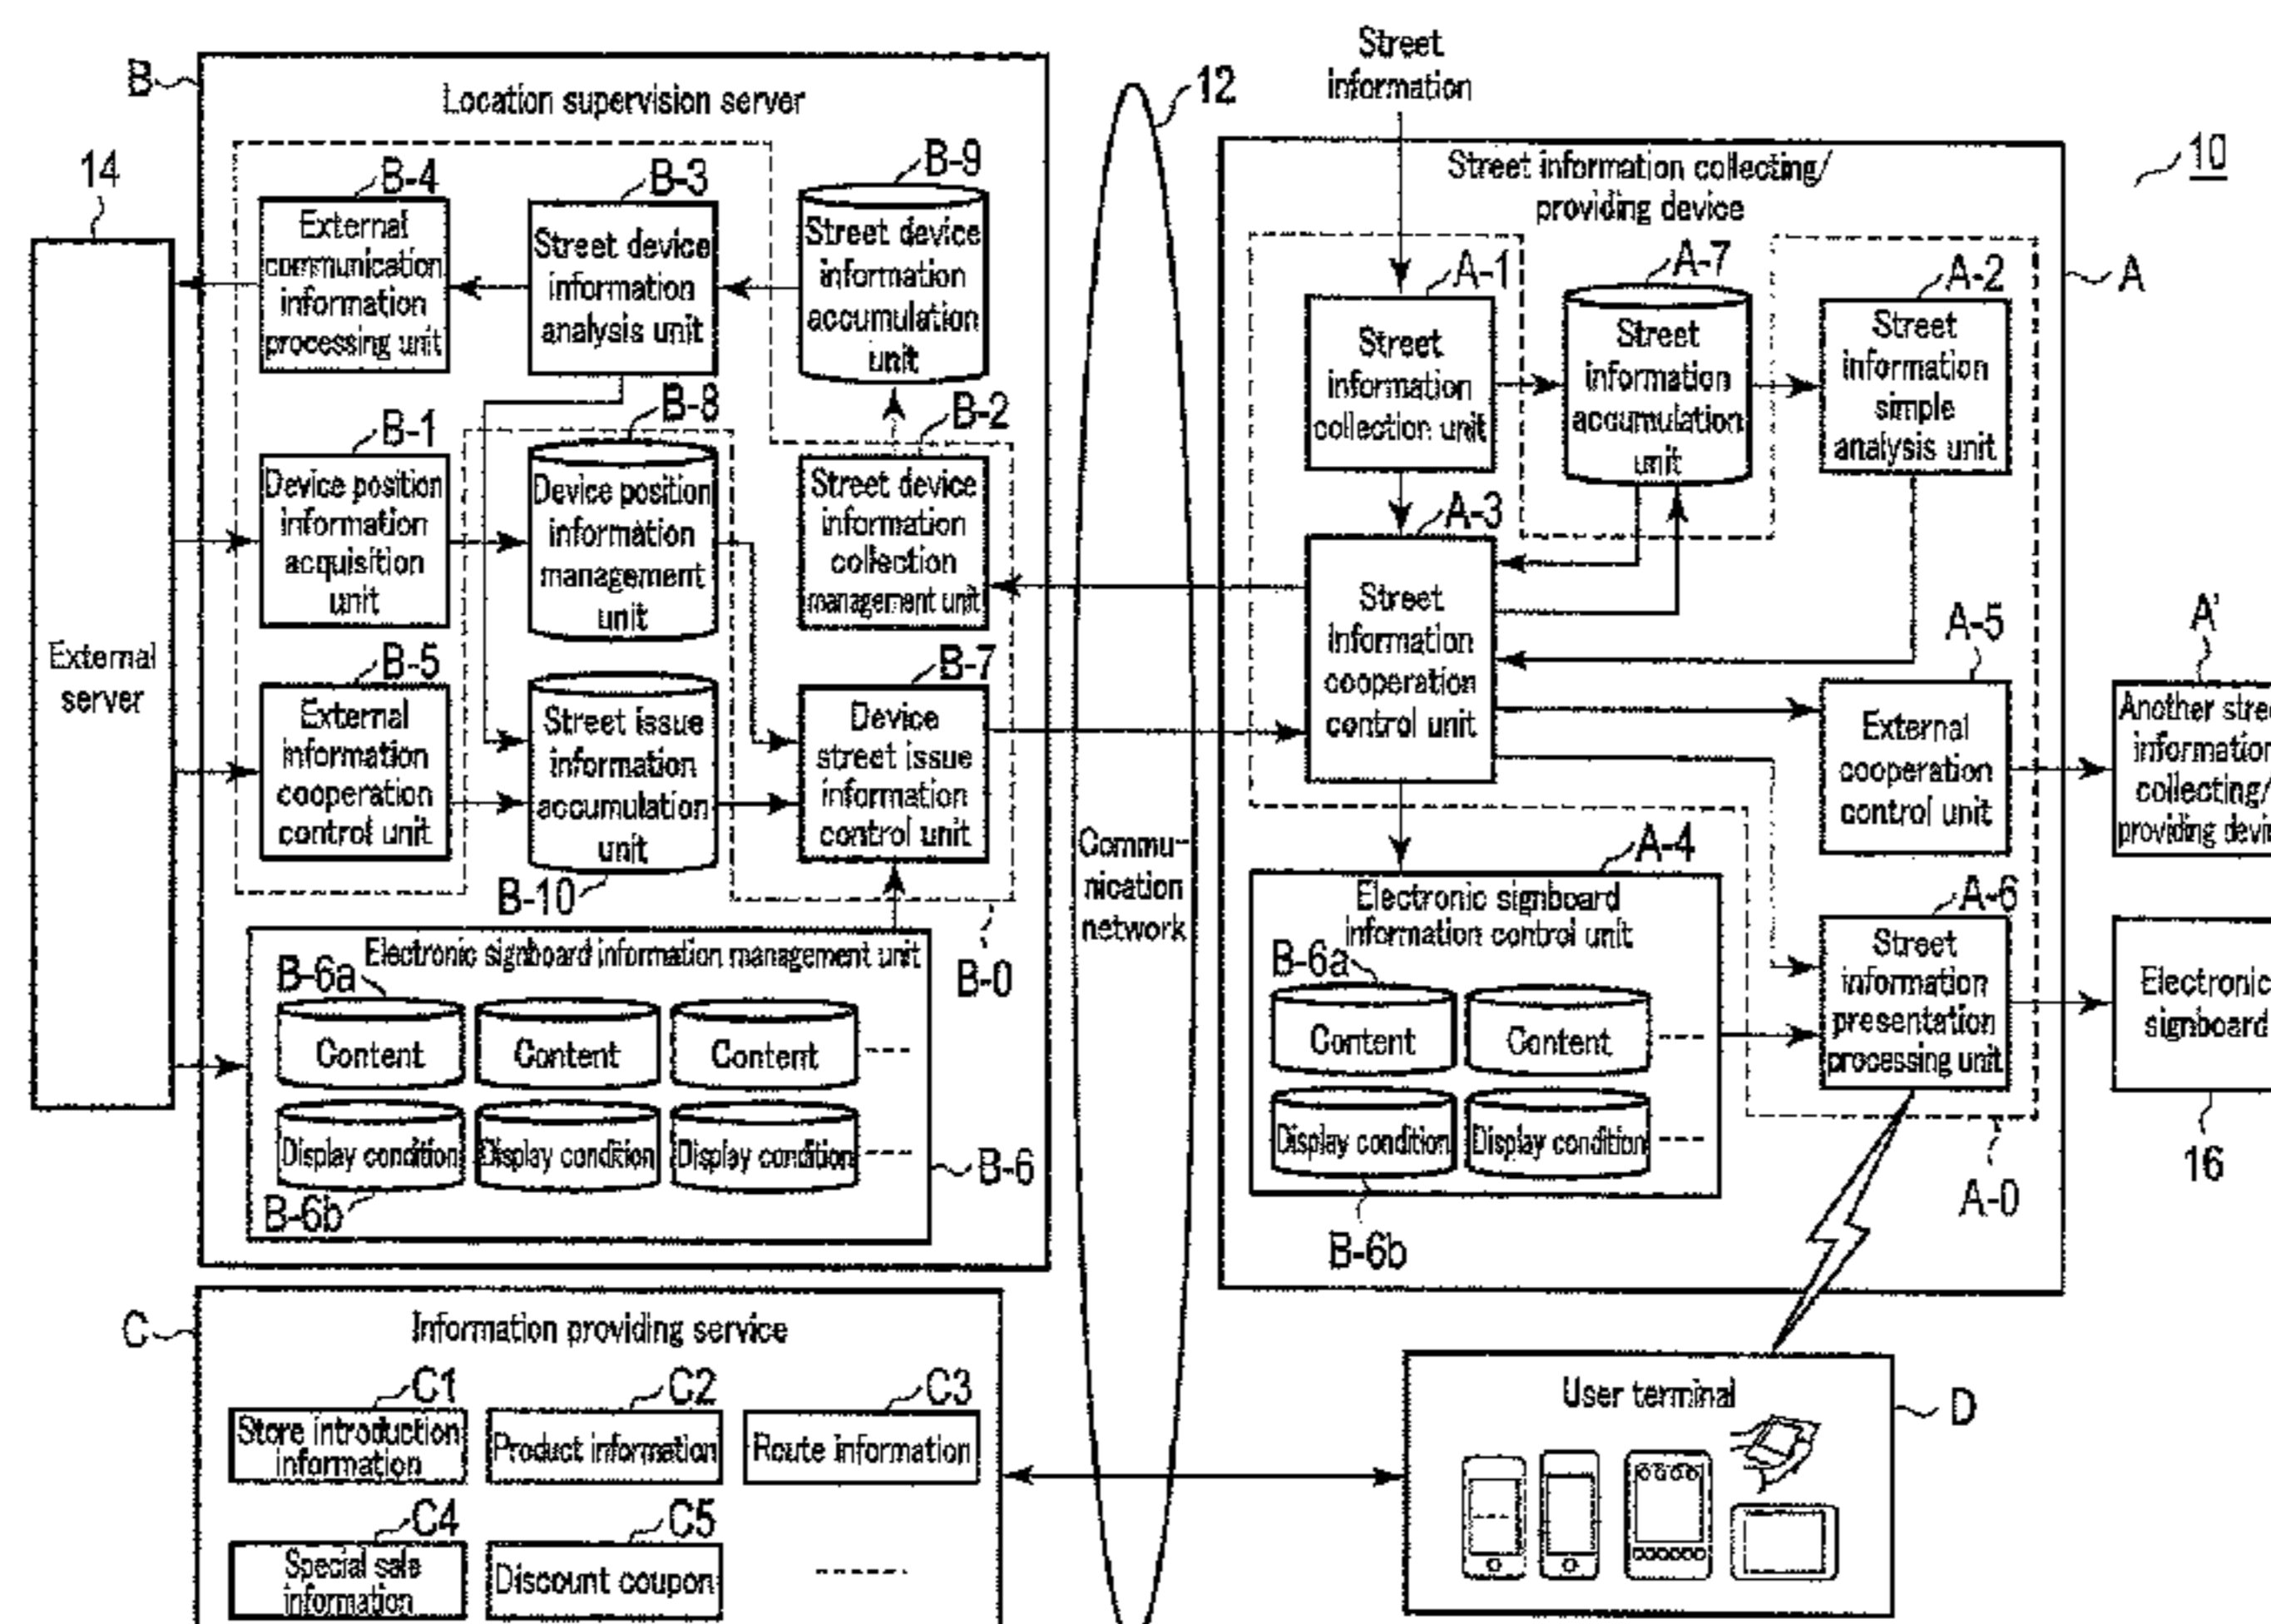 Street
information
12
10
B
Location supervision server
14
B-4
External
communication
information
processing unit
B-3
Street device
information
analysis unit
B-9
Street device
information
accumulation
unit
B-1
Device position
information
acquisition
unit
B-8
Device position
information
management
unit
B-2
Street device
information
collection
management unit
External
server
B-5
External
information
cooperation
control unit
Street issue
information
accumulation
unit
B-10
B-7
Device
street issue
information
control unit
B-0
Electronic signboard information management unit
B-6a
Content
Content
Content
Display condition
Display condition
Display condition
B-6b
B-6
Commu-
nication
network
Street information collecting/
providing device
A
A-1
Street
information
collection unit
A-7
Street
information
accumulation
unit
A-2
Street
information
simple
analysis unit
A-3
Street
information
cooperation
control unit
A-5
External
cooperation
control unit
A'
information
collecting/
A-4
Electronic signboard
information control unit
B-6a
Content
Content
Display condition
Display condition
B-6b
A-6
Street
information
presentation
processing unit
A-0
Electronic
signboard
16
C
Information providing service
C1
Store introduction
information
C2
Product information
C3
Route information
C4
Special sale
information
C5
Discount coupon
User terminal
D